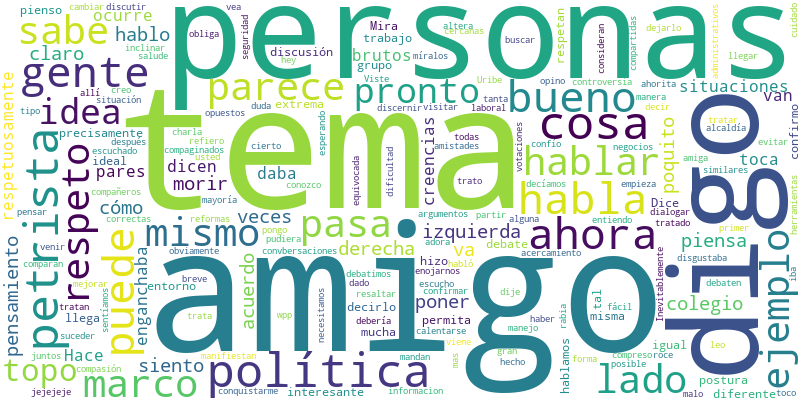 personas
tema
amigo
digo
política
gente
parece
sabe
pronto
bueno
cosa
hablar
habla
ahora
mismo
pasa
idea
respeto
petrista
puede
topo
marco
lado
ejemplo
claro
hablo
ocurre
pienso
cambiar
discutir
obliga
vea
seguridad
hey
Mira
trabajo
discusión
grupo
brutos
altera
cercanas
míralos
buscar
respetan
consideran
llegar
compartidas
administrativos
cuidado
inclinar
salude
creo
allí
situación
tipo
Viste
Uribe
opino
controversia
dejarlo
ahorita
manera
decir
situaciones
van
confirmo
tratar
alcaldía
evitar
toca
poquito
negocios
confío
amiga
similares
respetuosamente
precisamente
despues
duda
extrema
discernir
visitar
tanta
laboral
opuestos
charla
refiero
usted
escuchado
compaginados
cierto
esperando
equivocada
dificultad
todas
amistades
trato
creencias
votaciones
decíamos
empieza
Dice
dialogar
tratado
herramientas
ideal
dicen
morir
daba
conozco
mayoría
pares
compañeros
cómo
veces
correctas
reformas
pongo
pudiera
partir
argumentos
alguna
entiendo
primer
piensa
disgustaba
debaten
iba
pensar
pensamiento
venir
comparan
mejorar
tratan
sentíamos
llega
suceder
juntos
compasión
jejejeje
Hace
entorno
enganchaba
acuerdo
siento
obviamente
breve
trata
manifiestan
conquistarme
interesante
wpp
convversaciones
derecha
izquierda
debate
adora
acercamiento
enojarnos
hizo
va
habló
debatimos
escucho
dado
resaltar
confirmar
decirlo
debería
mucha
calentarse
necesitamos
permita
poner
dije
manejo
viene
mas
gran
hecho
mandan
informacion
haber
rabia
fácil
tal
misma
hablamos
forma
posible
compresor
roce
igual
leo
malo
toco
postura
diferente
colegio
Inevitablemente